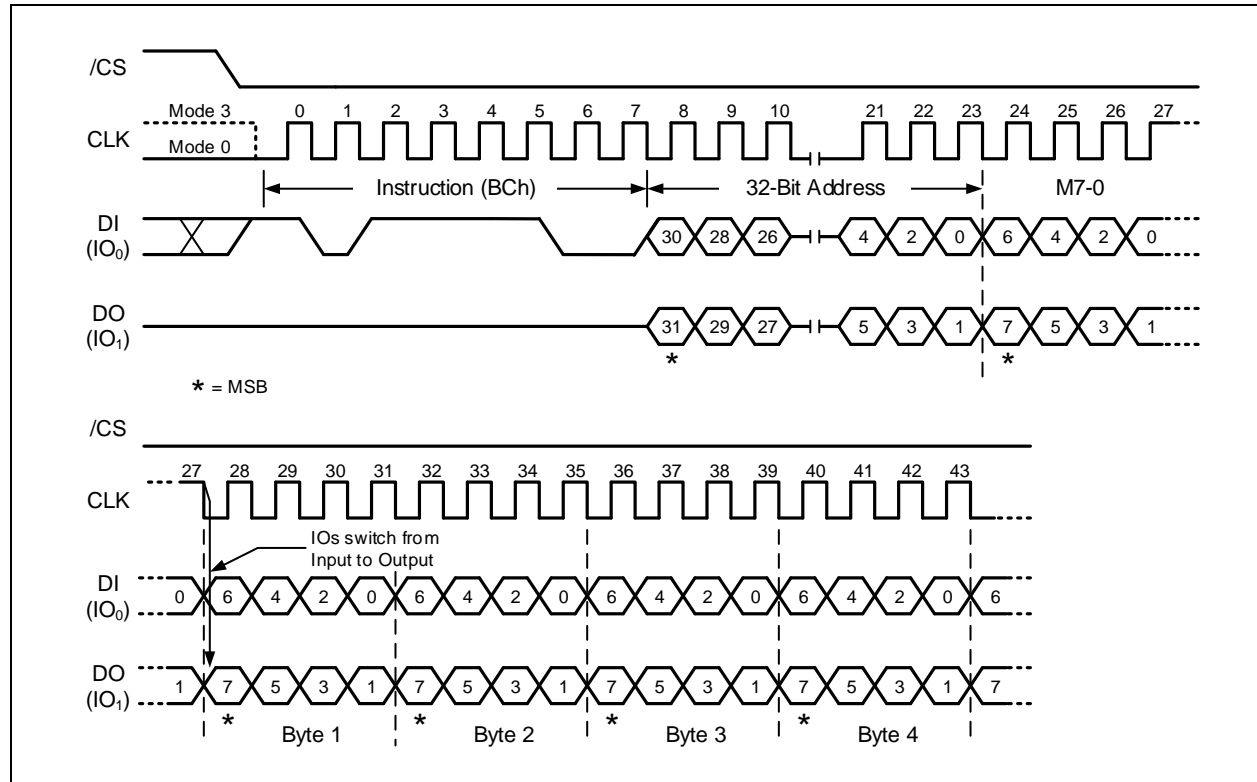 /CS
Mode 3 0 1 2 3 4 5 6 7 8 9 10 21 22 23 24 25 26 27
CLK
Mode 0
Instruction (BCh) 32-Bit Address M7-0
DI
(IO₀)
30 28 26 4 2 0 6 4 2 0
DO
(IO₁)
31 29 27 5 3 1 7 5 3 1
* *
* = MSB
/CS
27 28 29 30 31 32 33 34 35 36 37 38 39 40 41 42 43
CLK
IOs switch from
Input to Output
DI
(IO₀)
0 6 4 2 0 6 4 2 0 6 4 2 0 6 4 2 0 6
DO
(IO₁)
1 7 5 3 1 7 5 3 1 7 5 3 1 7 5 3 1 7
* * * *
Byte 1 Byte 2 Byte 3 Byte 4